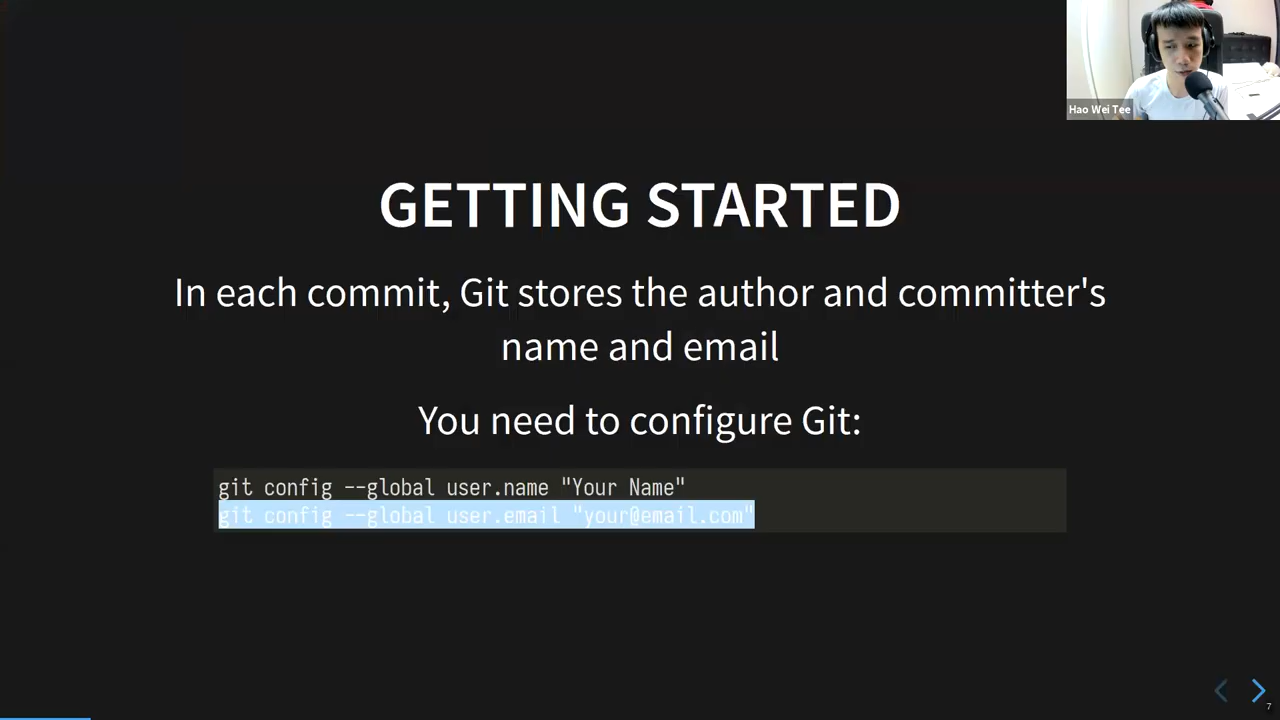 Hao Wei Tee
GETTING STARTED
In each commit, Git stores the author and committer's
name and email
You need to configure Git:
git config --global user.name "Your Name"
git config --global user.email "your@email.com"
7